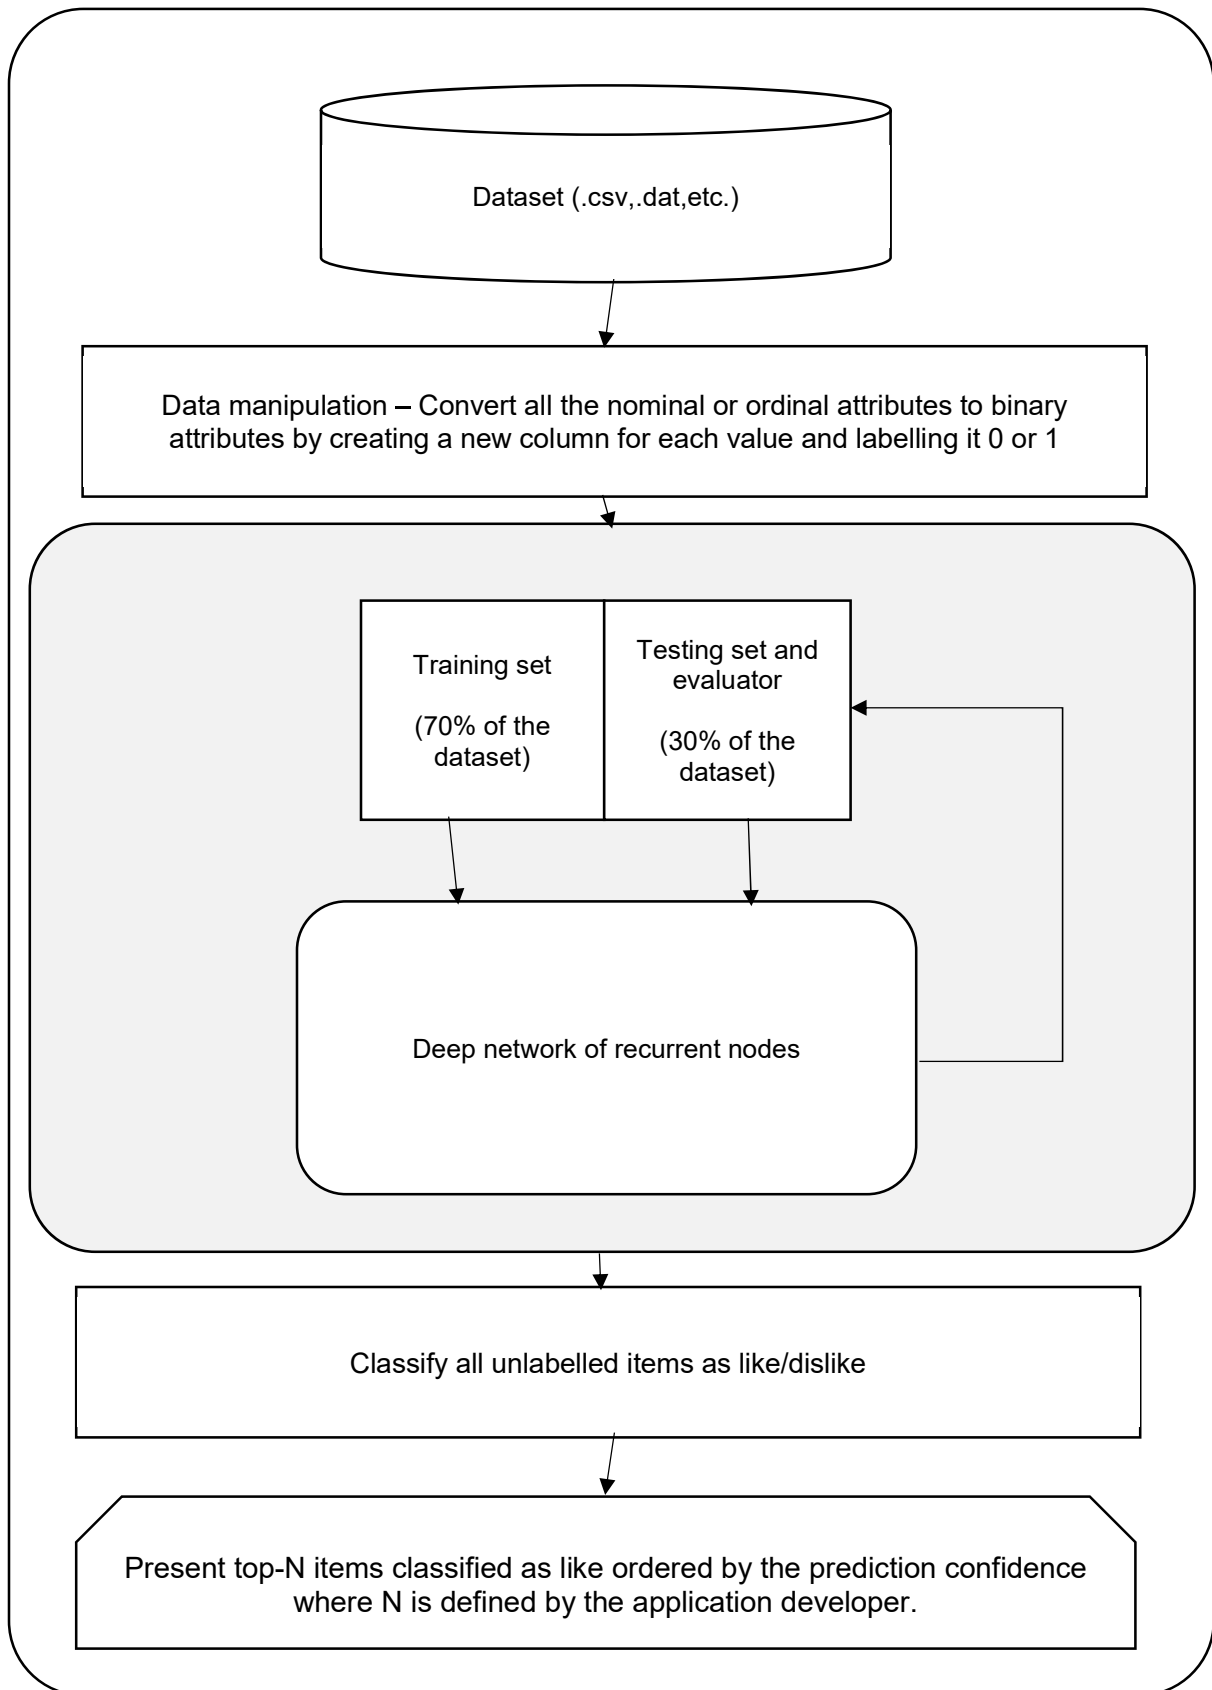 Dataset (.csv,.dat,etc.)
Data manipulation – Convert all the nominal or ordinal attributes to binary
attributes by creating a new column for each value and labelling it 0 or 1
Training set
(70% of the
dataset)
Testing set and
evaluator
(30% of the
dataset)
Deep network of recurrent nodes
Classify all unlabelled items as like/dislike
Present top-N items classified as like ordered by the prediction confidence
where N is defined by the application developer.